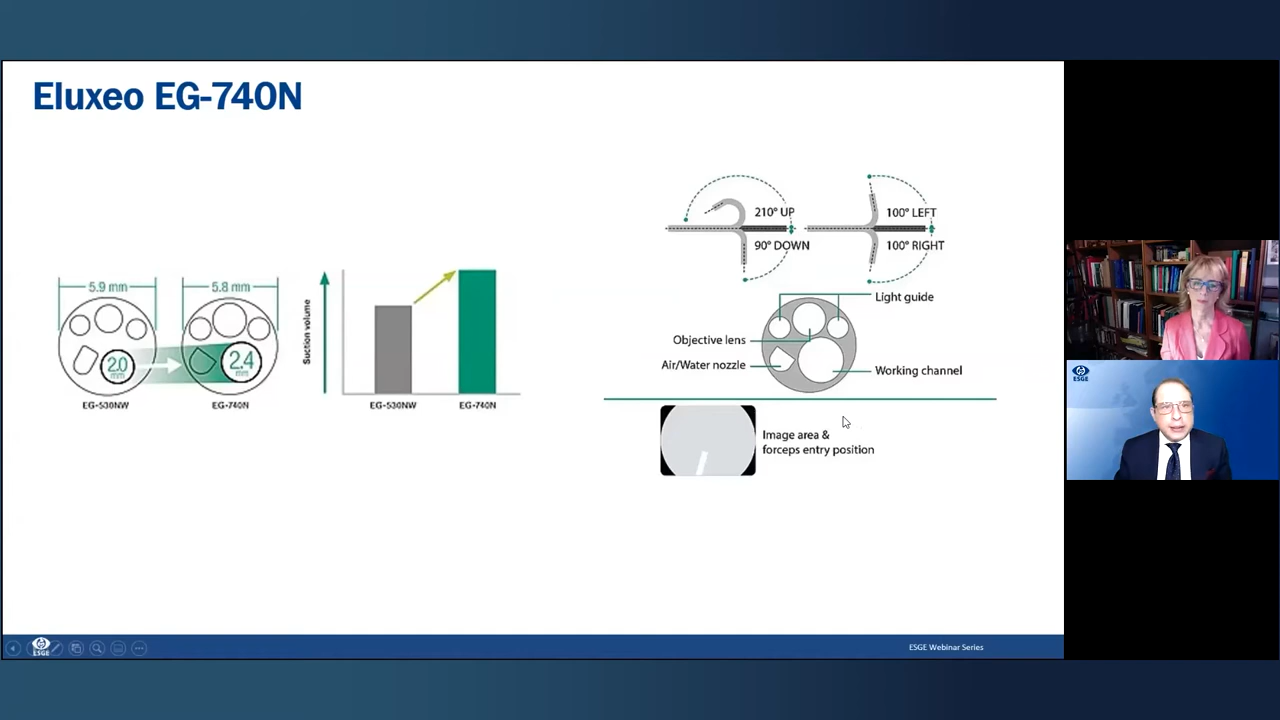 Eluxeo EG-740N
5.9 mm
5.8 mm
2.0
mm
2.4
mm
EG-530NW
EG-740N
Suction volume
EG-530NW
EG-740N
210° UP
90° DOWN
100° LEFT
100° RIGHT
Light guide
Objective lens
Air/Water nozzle
Working channel
Image area &
forceps entry position
ESGE
ESGE Webinar Series
ESGE